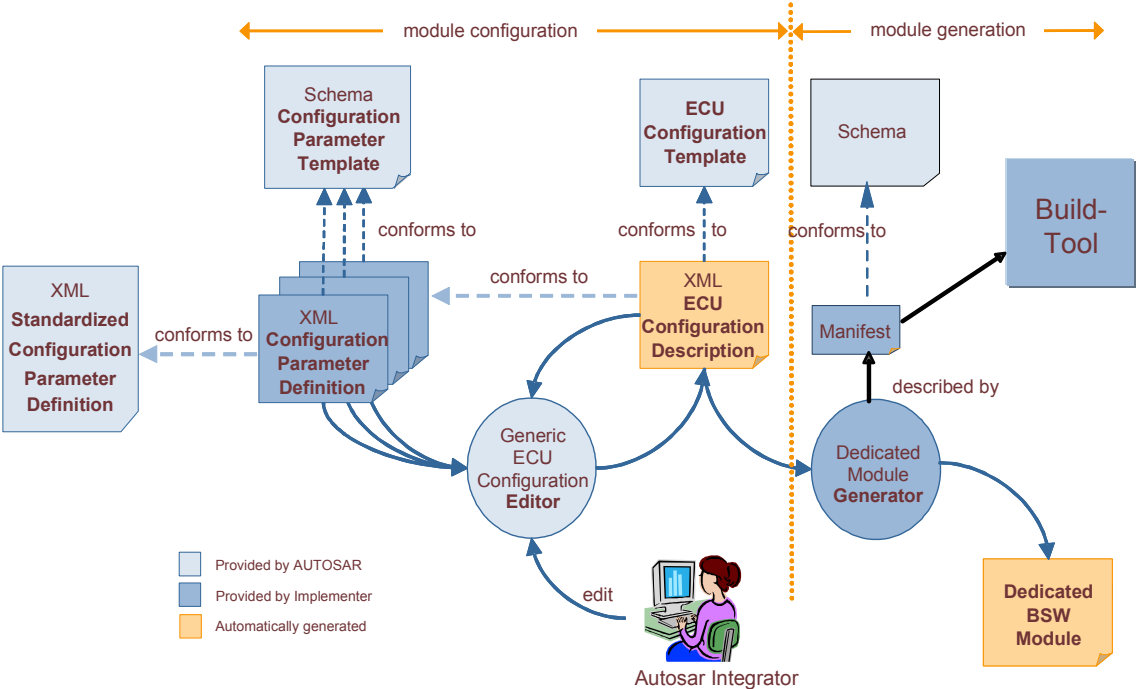 module configuration
module generation
Schema
Configuration
Parameter
Template
ECU
Configuration
Template
Schema
Build-
Tool
conforms to
conforms to
conforms to
XML
Standardized
Configuration
Parameter
Definition
conforms to
XML
Configuration
Parameter
Definition
conforms to
XML
ECU
Configuration
Description
Manifest
described by
Generic
ECU
Configuration
Editor
Dedicated
Module
Generator
Provided by AUTOSAR
Provided by Implementer
Automatically generated
edit
Autosar Integrator
Dedicated
BSW
Module